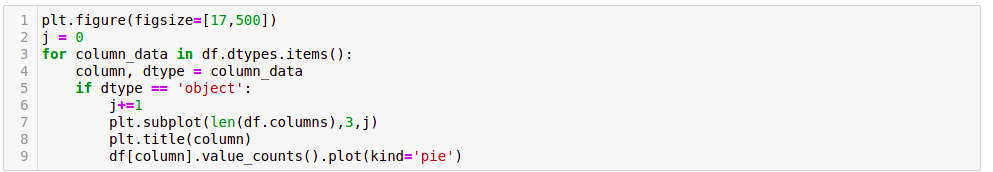 1 plt.figure(figsize=[17,500])
2 j = 0
3 for column_data in df.dtypes.items():
4     column, dtype = column_data
5     if dtype == 'object':
6         j+=1
7         plt.subplot(len(df.columns),3,j)
8         plt.title(column)
9         df[column].value_counts().plot(kind='pie')